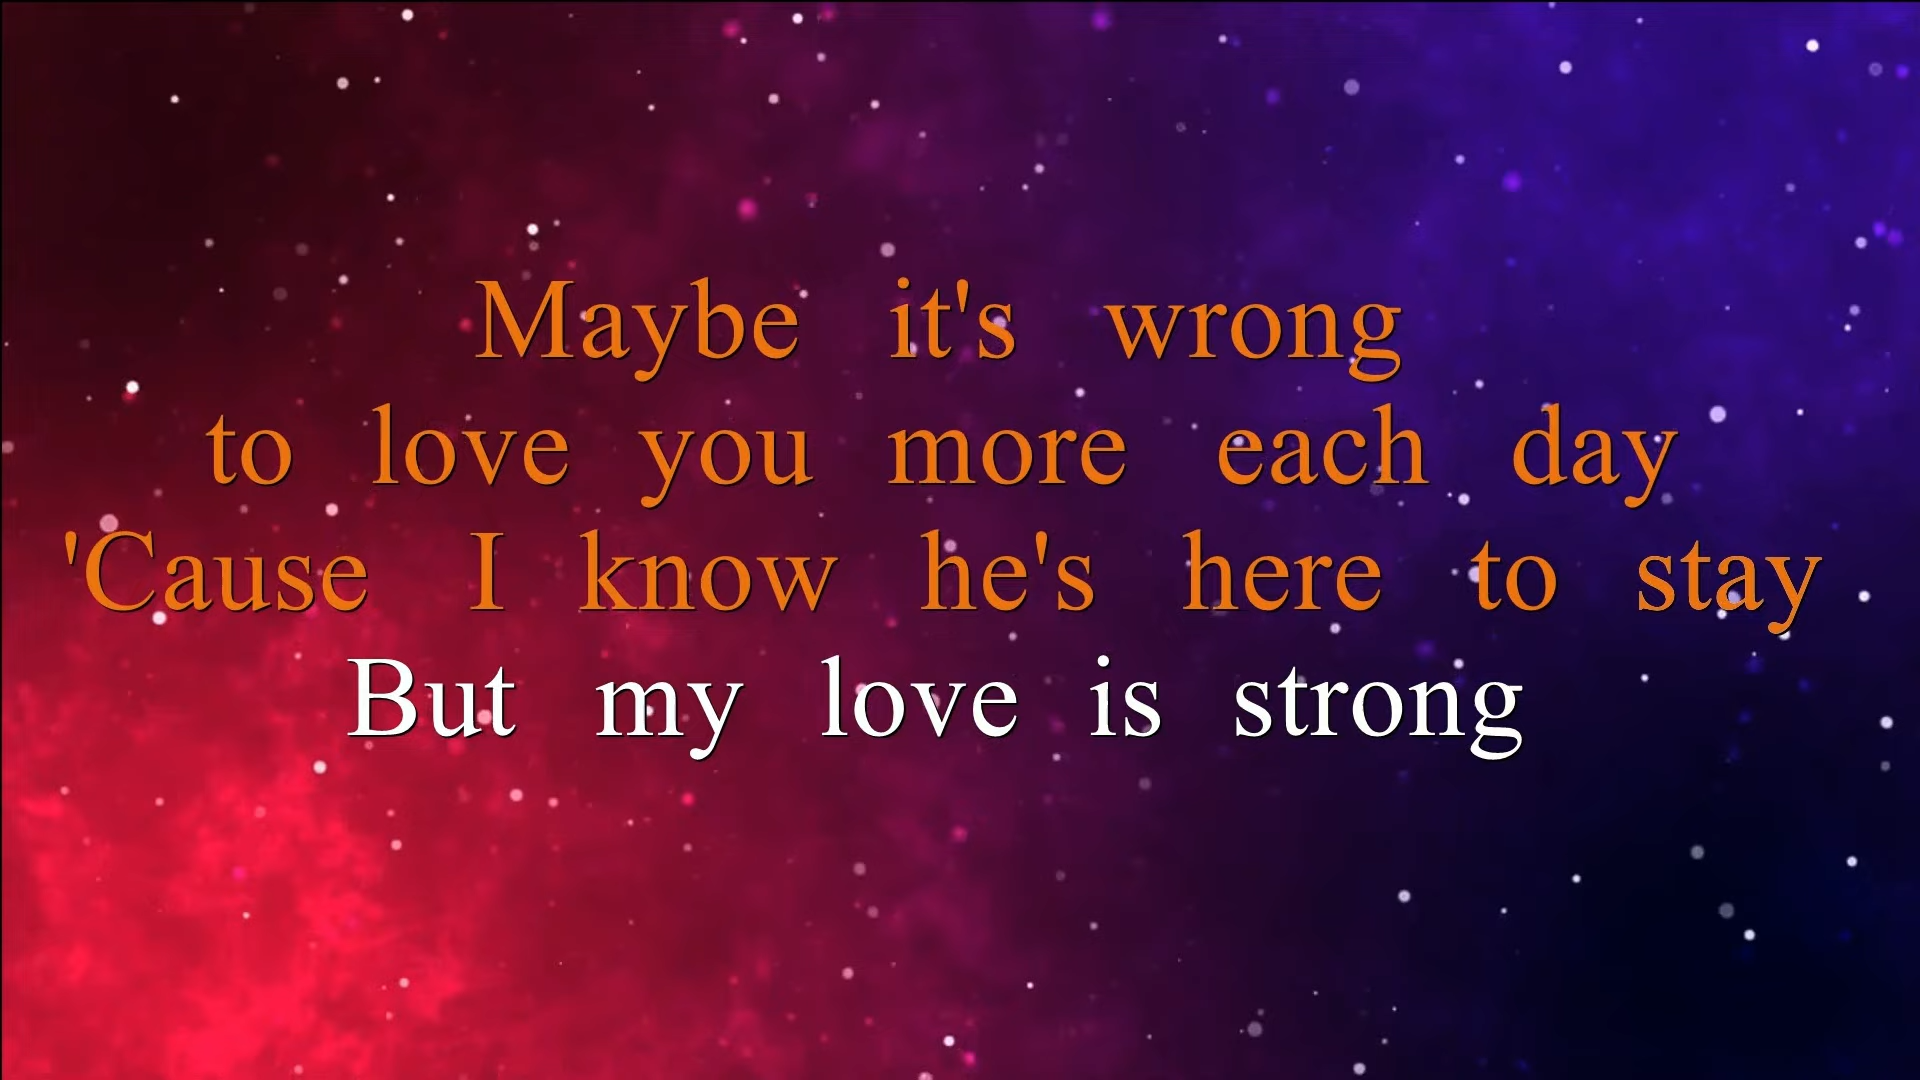 Maybe it's wrong
to love you more each day
'Cause I know he's here to stay
But my love is strong